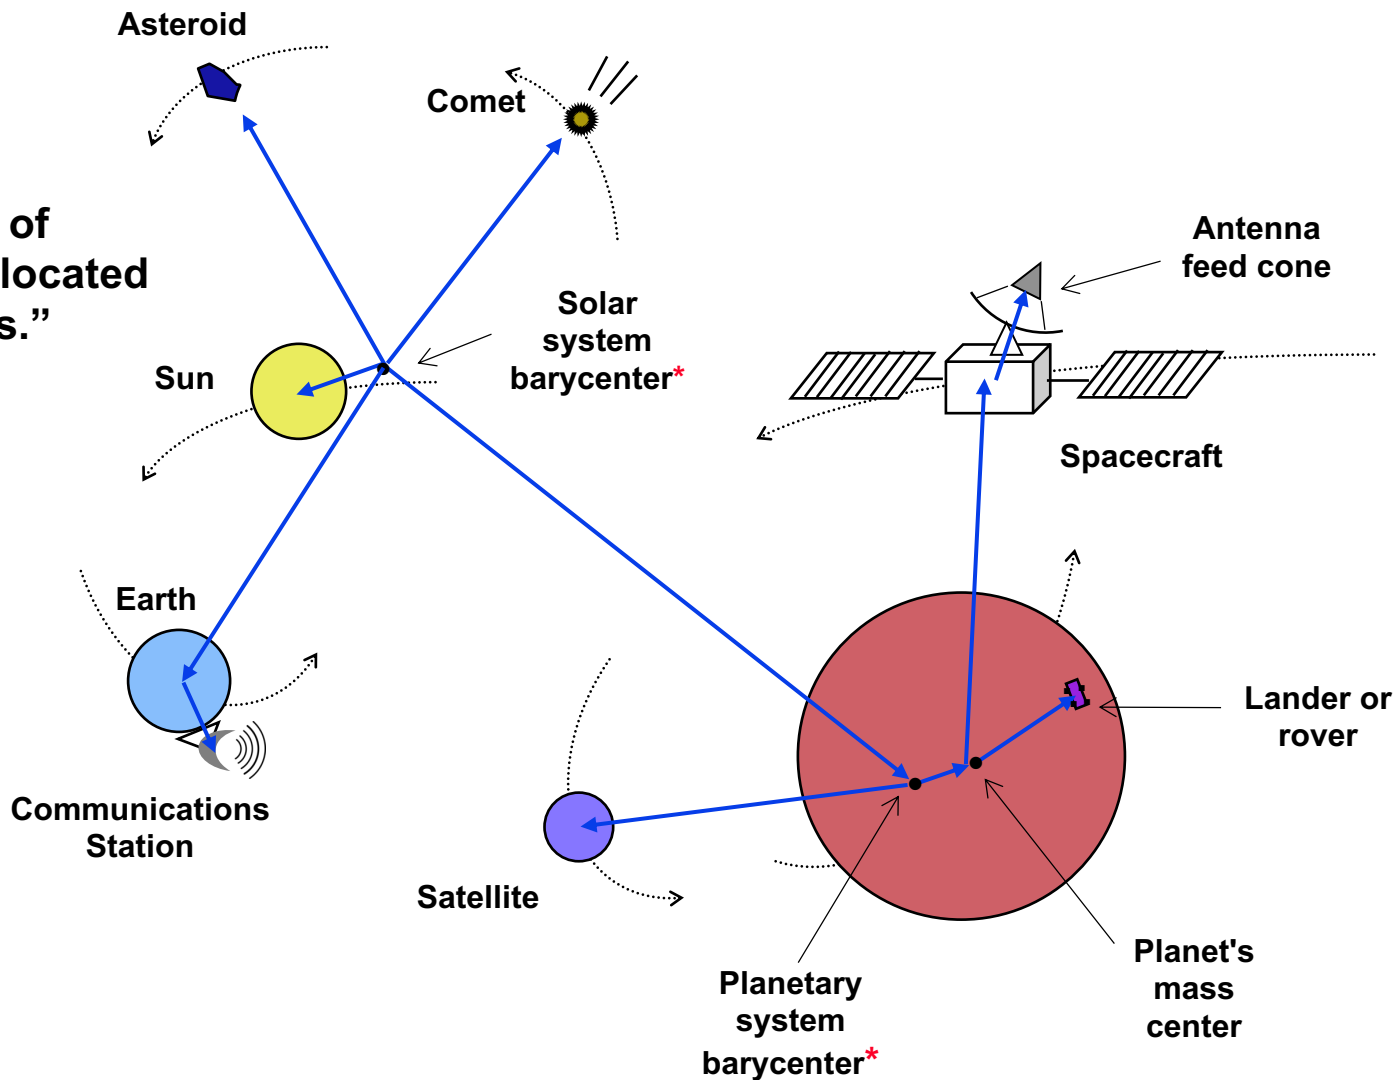 Asteroid
Comet
of
located
s.”
Antenna
feed cone
Solar
system
barycenter*
Sun
Spacecraft
Earth
Lander or
rover
Communications
Station
Satellite
Planet's
mass
center
Planetary
system
barycenter*